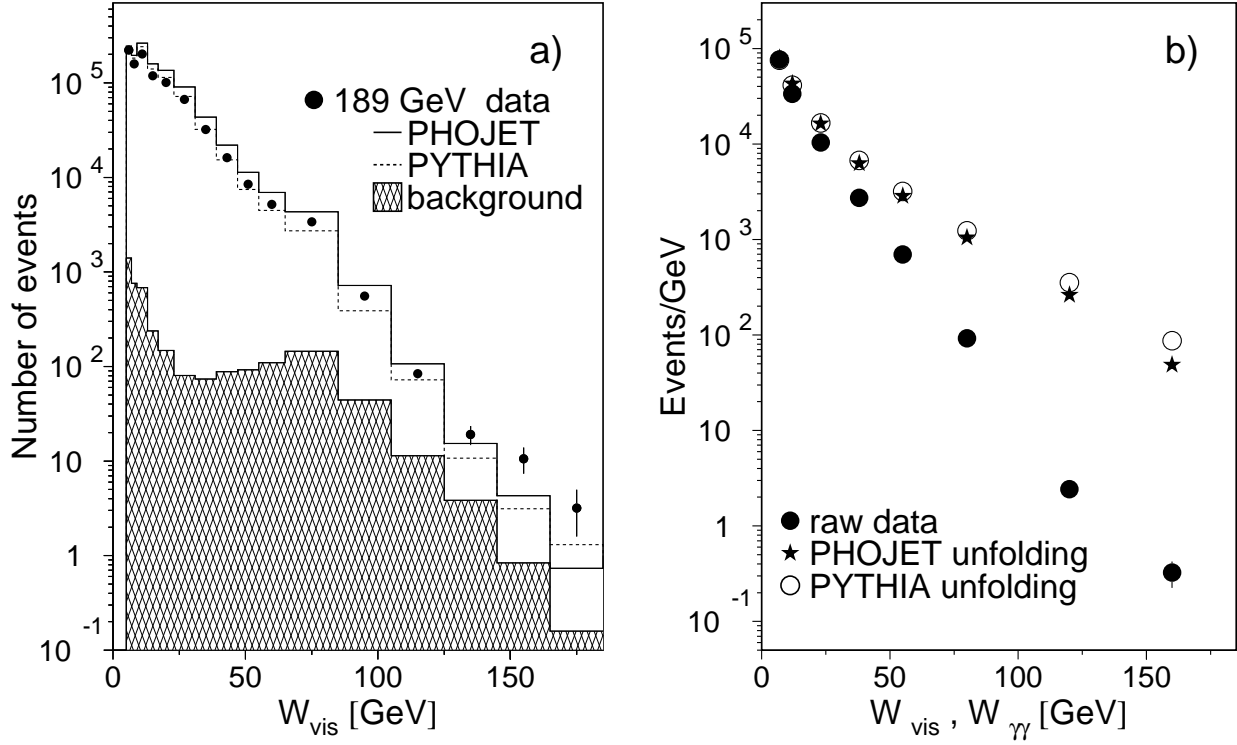 a)
189 GeV data
PHOJET
PYTHIA
background
Number of events
10^5
10^4
10^3
10^2
10
1
10^-1
0 50 100 150
W_vis [GeV]
b)
raw data
PHOJET unfolding
PYTHIA unfolding
Events/GeV
10^5
10^4
10^3
10^2
10
1
10^-1
0 50 100 150
W_vis , W_γγ [GeV]